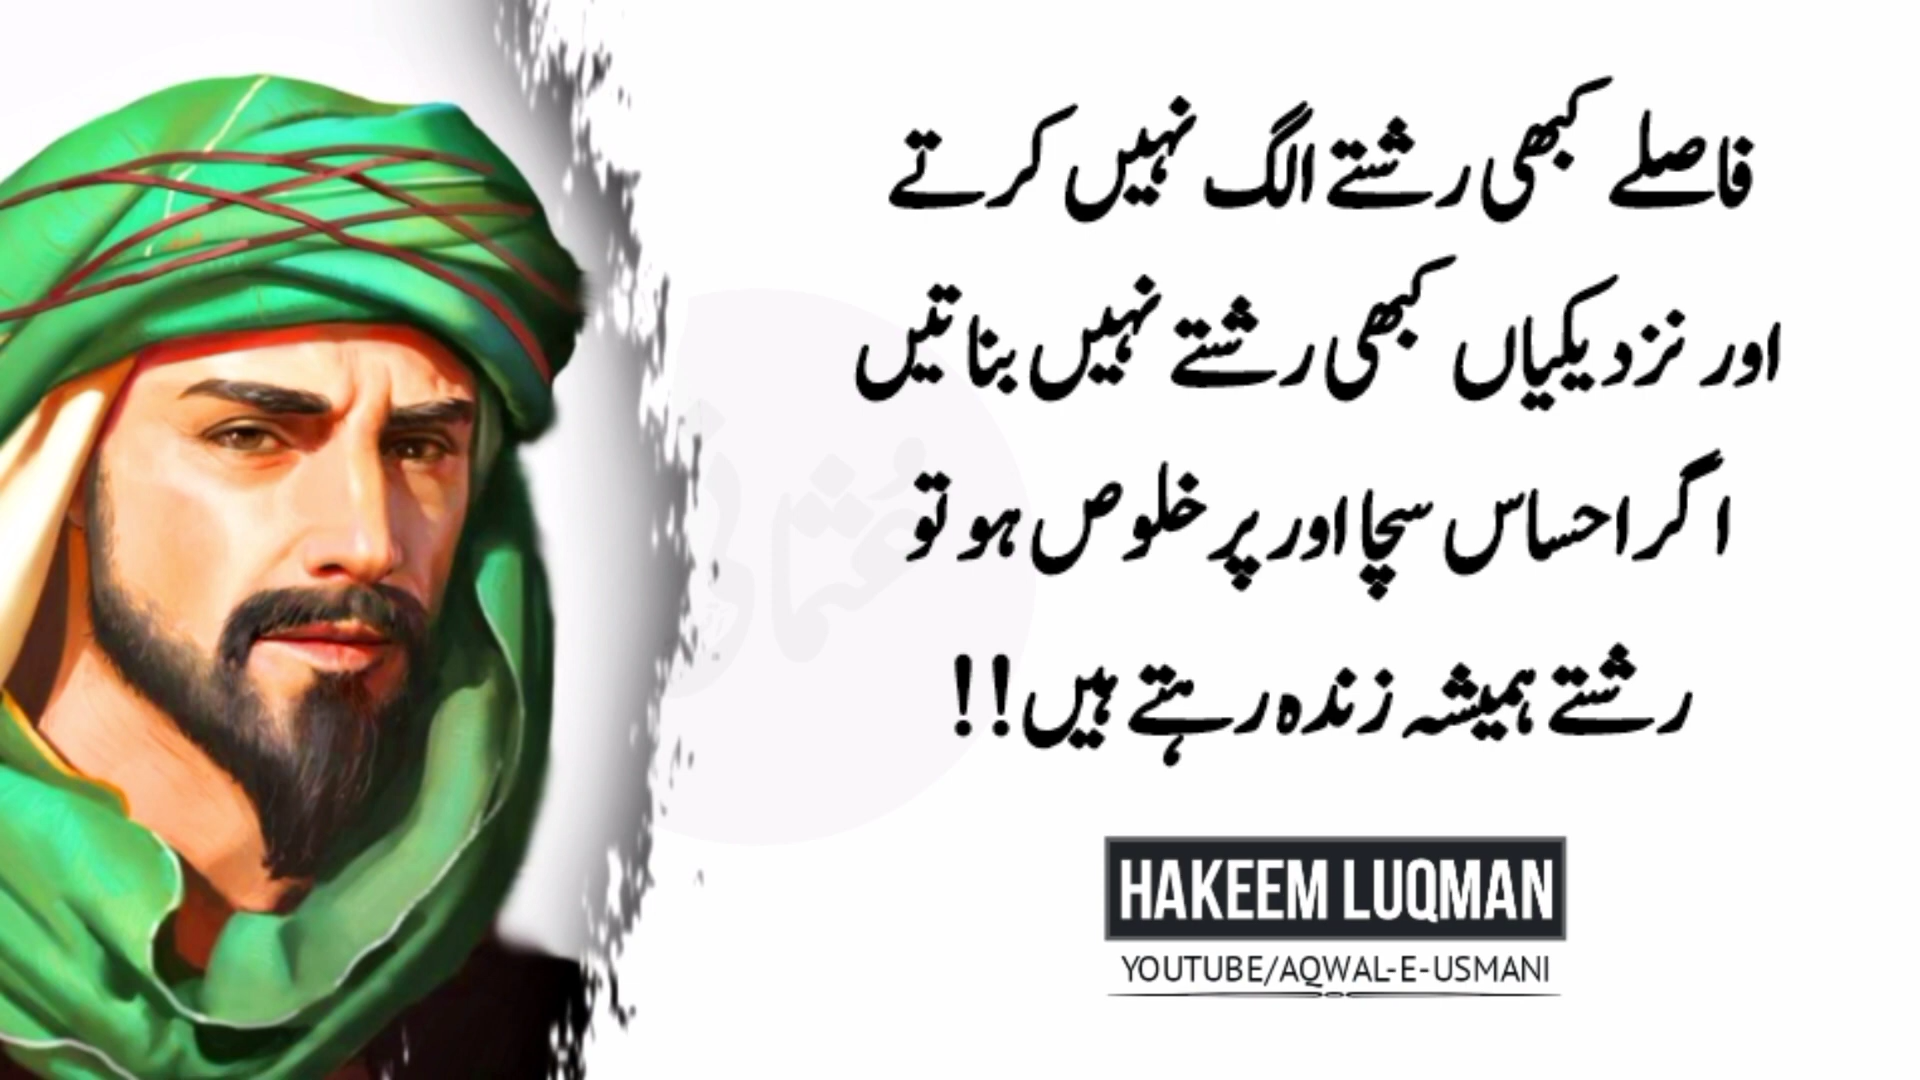 فاصلے کبھی رشتے الگ نہیں کرتے
اور نزدیکیاں کبھی رشتے نہیں بناتیں
اگر احساس سچا اور پر خلوص ہو تو
رشتے ہمیشہ زندہ رہتے ہیں!!
عثمانی
HAKEEM LUQMAN
YOUTUBE/AQWAL-E-USMANI